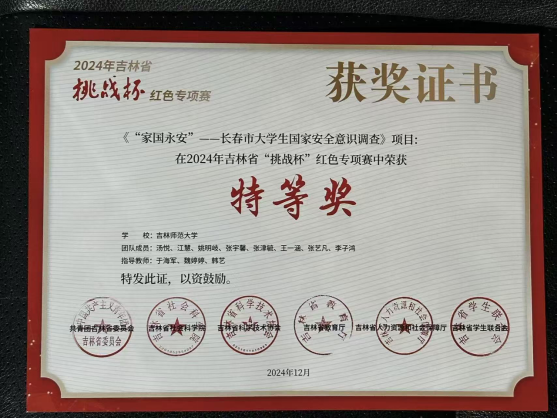 2024年吉林省
挑战杯 红色专项赛
获奖证书
《“家国永安”——长春市大学生国家安全意识调查》项目：
在2024年吉林省“挑战杯”红色专项赛中荣获
特等奖
学 校：吉林师范大学
团队成员：汤悦、江慧、姚明岐、张宇馨、张津毓、王一涵、张艺凡、李子鸿
指导教师：于海军、魏婷婷、韩艺
特发此证，以资鼓励。
共青团吉林省委员会 吉林省社会科学院 吉林省科学技术协会 吉林省教育厅 吉林省人力资源和社会保障厅 吉林省学生联合会
吉林省委员会
2024年12月